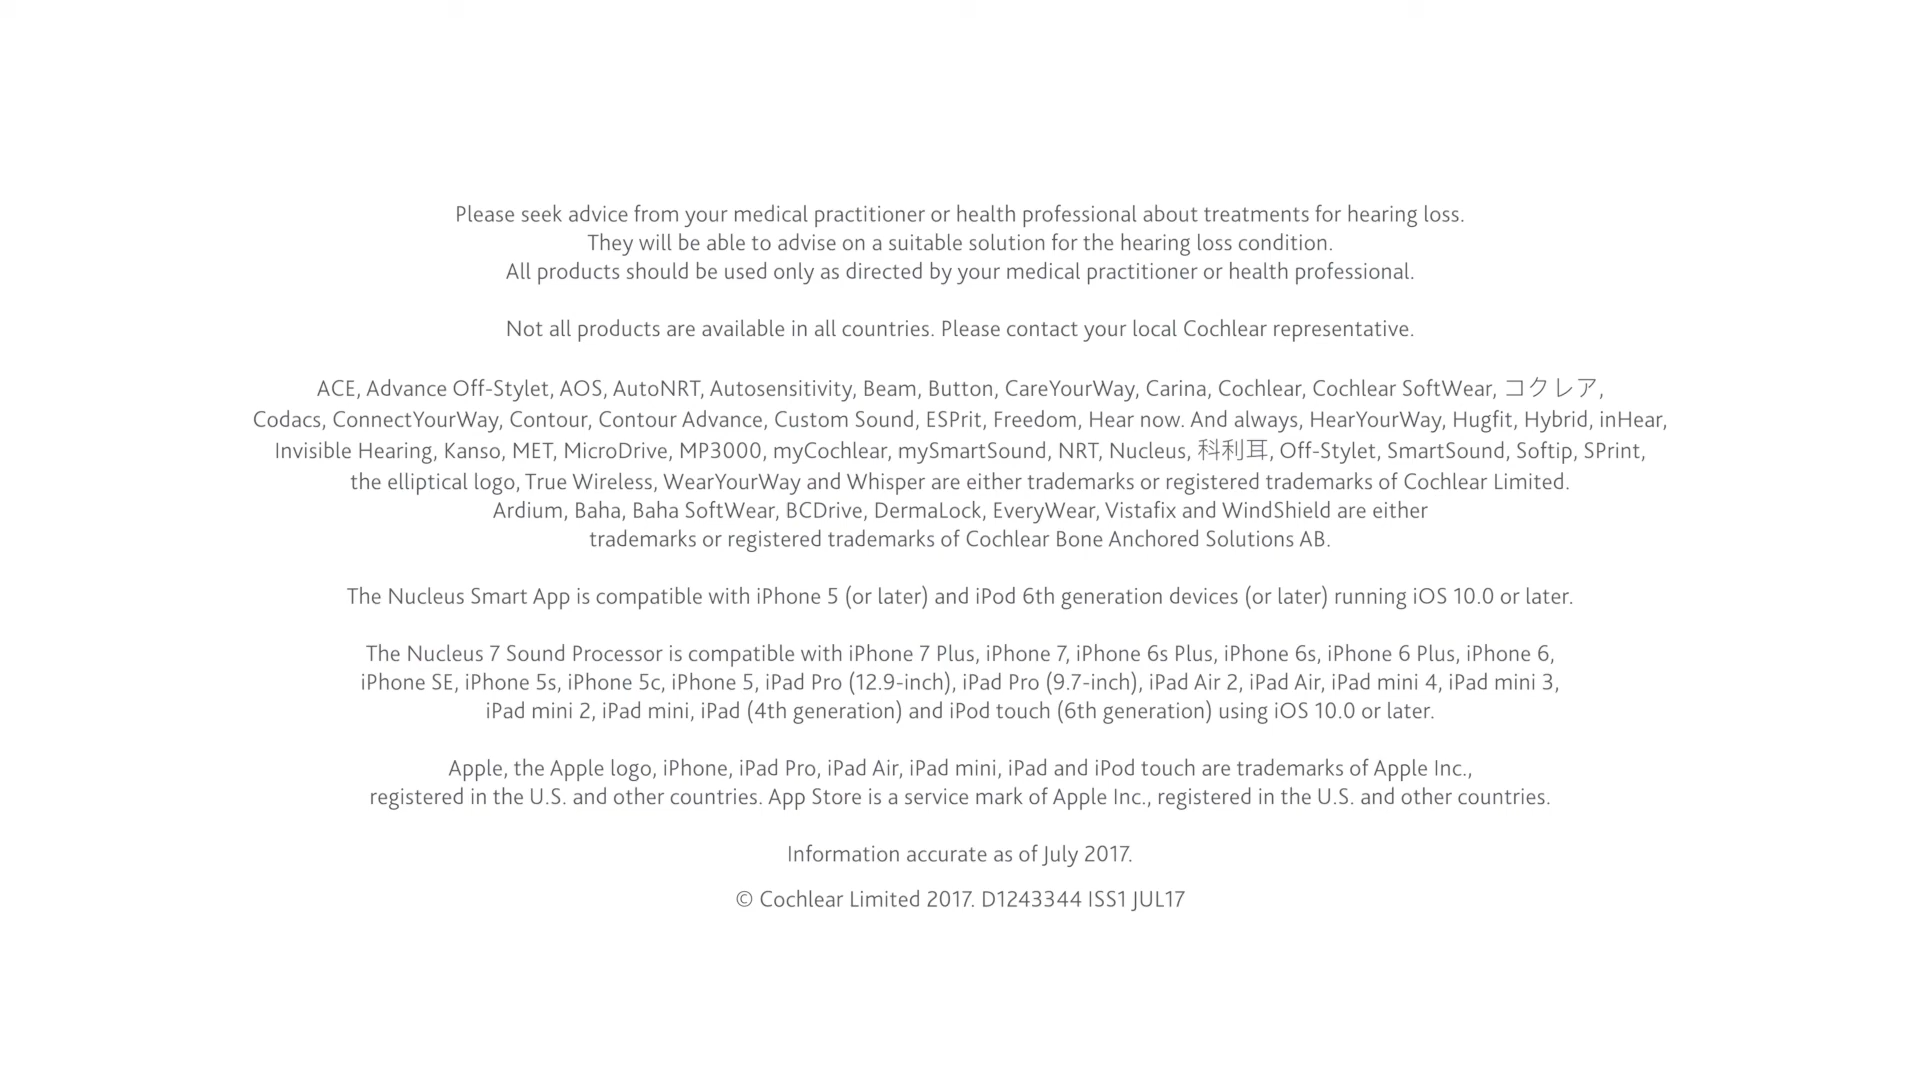 Please seek advice from your medical practitioner or health professional about treatments for hearing loss.
They will be able to advise on a suitable solution for the hearing loss condition.
All products should be used only as directed by your medical practitioner or health professional.
Not all products are available in all countries. Please contact your local Cochlear representative.
ACE, Advance Off-Stylet, AOS, AutoNRT, Autosensitivity, Beam, Button, CareYourWay, Carina, Cochlear, Cochlear SoftWear, コクレア,
Codacs, ConnectYourWay, Contour, Contour Advance, Custom Sound, ESPrit, Freedom, Hear now. And always, HearYourWay, Hugfit, Hybrid, inHear,
Invisible Hearing, Kanso, MET, MicroDrive, MP3000, myCochlear, mySmartSound, NRT, Nucleus, 科利耳, Off-Stylet, SmartSound, Softip, SPrint,
the elliptical logo, True Wireless, WearYourWay and Whisper are either trademarks or registered trademarks of Cochlear Limited.
Ardium, Baha, Baha SoftWear, BCDrive, DermaLock, EveryWear, Vistafix and WindShield are either
trademarks or registered trademarks of Cochlear Bone Anchored Solutions AB.
The Nucleus Smart App is compatible with iPhone 5 (or later) and iPod 6th generation devices (or later) running iOS 10.0 or later.
The Nucleus 7 Sound Processor is compatible with iPhone 7 Plus, iPhone 7, iPhone 6s Plus, iPhone 6s, iPhone 6 Plus, iPhone 6,
iPhone SE, iPhone 5s, iPhone 5c, iPhone 5, iPad Pro (12.9-inch), iPad Pro (9.7-inch), iPad Air 2, iPad Air, iPad mini 4, iPad mini 3,
iPad mini 2, iPad mini, iPad (4th generation) and iPod touch (6th generation) using iOS 10.0 or later.
Apple, the Apple logo, iPhone, iPad Pro, iPad Air, iPad mini, iPad and iPod touch are trademarks of Apple Inc.,
registered in the U.S. and other countries. App Store is a service mark of Apple Inc., registered in the U.S. and other countries.
Information accurate as of July 2017.
© Cochlear Limited 2017. D1243344 ISS1 JUL17